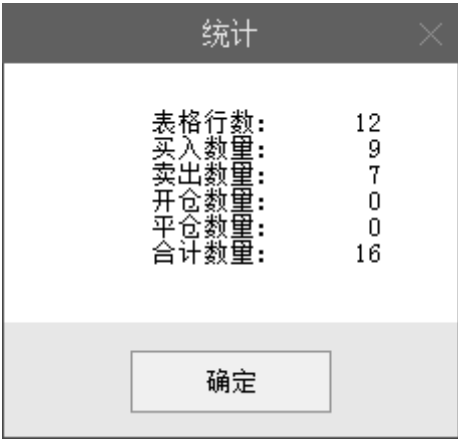 统计
表格行数： 12
买入数量： 9
卖出数量： 7
开仓数量： 0
平仓数量： 0
合计数量： 16
确定